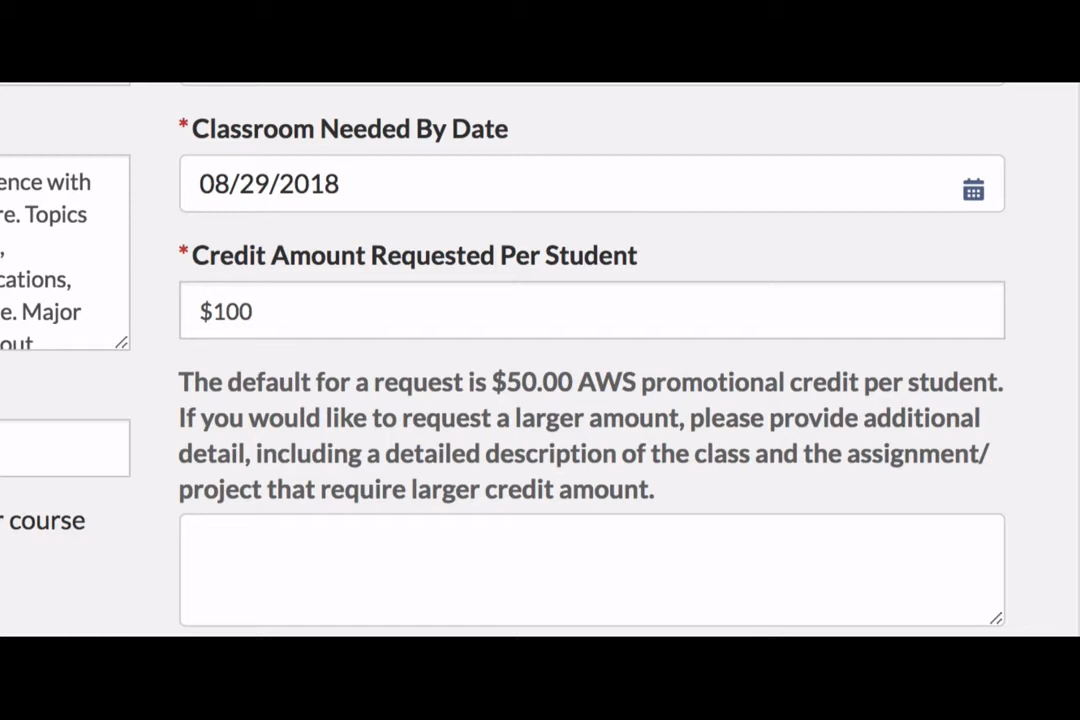 *Classroom Needed By Date
08/29/2018
*Credit Amount Requested Per Student
$100
The default for a request is $50.00 AWS promotional credit per student.
If you would like to request a larger amount, please provide additional
detail, including a detailed description of the class and the assignment/
project that require larger credit amount.
ence with
re. Topics
,
cations,
e. Major
out
r course